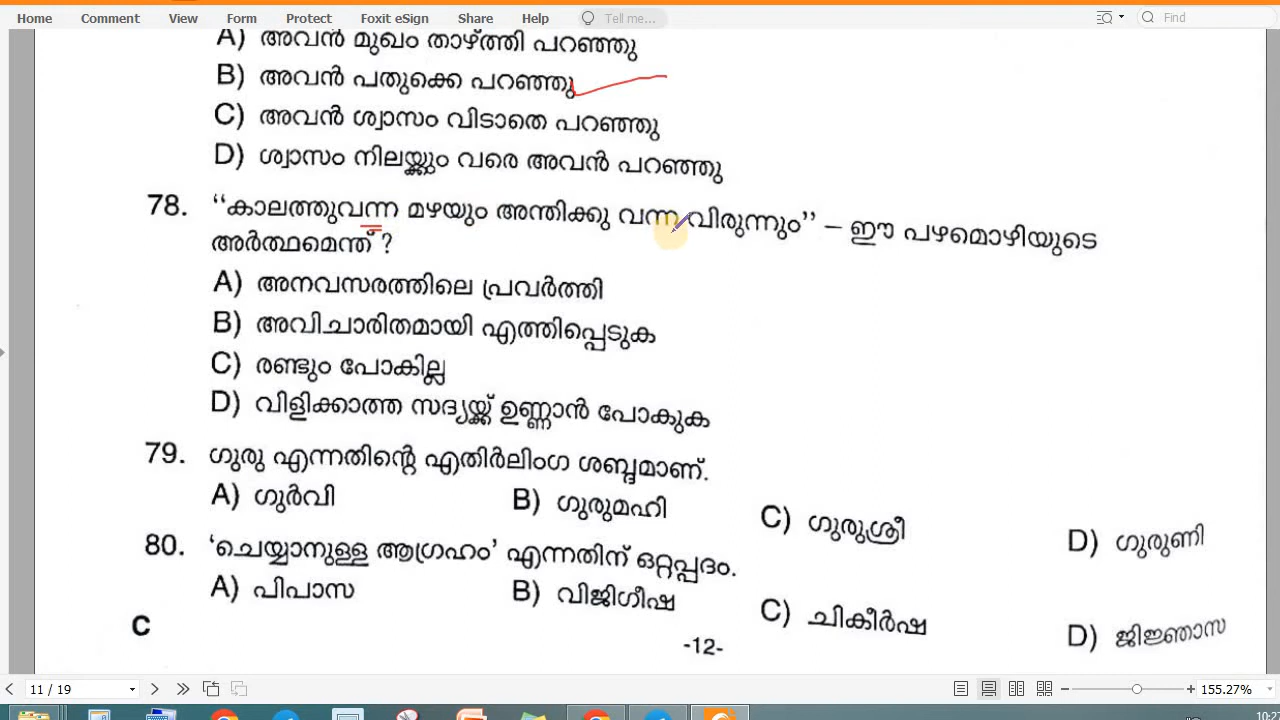 Home Comment View Form Protect Foxit eSign Share Help Tell me... Find
A) അവൻ മുഖം താഴ്ത്തി പറഞ്ഞു
B) അവൻ പതുക്കെ പറഞ്ഞു
C) അവൻ ശ്വാസം വിടാതെ പറഞ്ഞു
D) ശ്വാസം നിലയ്ക്കും വരെ അവൻ പറഞ്ഞു
78. “കാലത്തുവന്ന മഴയും അന്തിക്കു വന്ന വിരുന്നും” – ഈ പഴമൊഴിയുടെ
അർത്ഥമെന്ത് ?
A) അനവസരത്തിലെ പ്രവർത്തി
B) അവിചാരിതമായി എത്തിപ്പെടുക
C) രണ്ടും പോകില്ല
D) വിളിക്കാത്ത സദ്യയ്ക്ക് ഉണ്ണാൻ പോകുക
79. ഗുരു എന്നതിന്റെ എതിർലിംഗ ശബ്ദമാണ്.
A) ഗുർവി B) ഗുരുമഹി C) ഗുരുശ്രീ D) ഗുരുണി
80. ‘ചെയ്യാനുള്ള ആഗ്രഹം’ എന്നതിന് ഒറ്റപ്പദം.
A) പിപാസ B) വിജിഗീഷ C) ചികീർഷ D) ജിജ്ഞാസ
C
-12-
11 / 19 155.27%